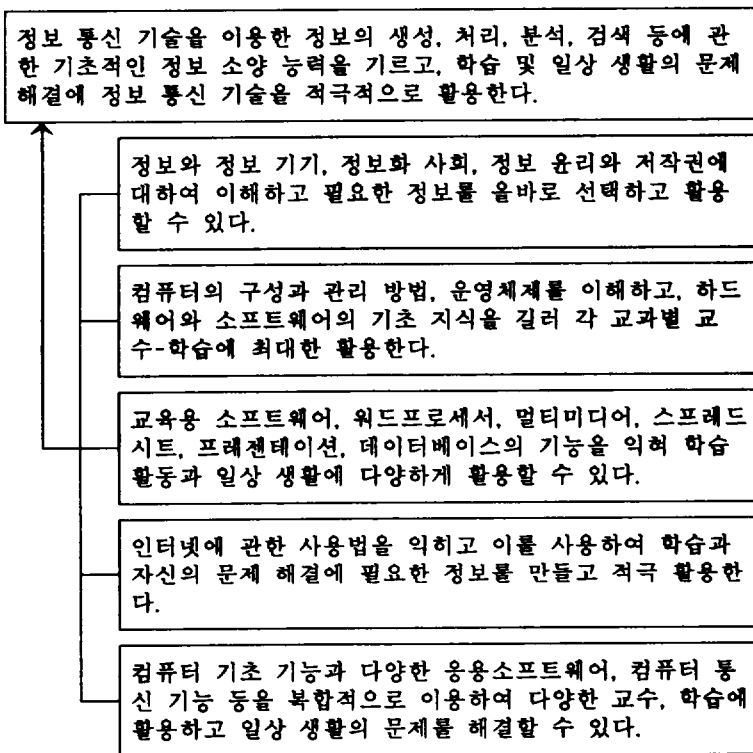 정보 통신 기술을 이용한 정보의 생성, 처리, 분석, 검색 등에 관
한 기초적인 정보 소양 능력을 기르고, 학습 및 일상 생활의 문제
해결에 정보 통신 기술을 적극적으로 활용한다.
정보와 정보 기기, 정보화 사회, 정보 윤리와 저작권에
대하여 이해하고 필요한 정보를 올바로 선택하고 활용
할 수 있다.
컴퓨터의 구성과 관리 방법, 운영체제를 이해하고, 하드
웨어와 소프트웨어의 기초 지식을 길러 각 교과별 교
수-학습에 최대한 활용한다.
교육용 소프트웨어, 워드프로세서, 멀티미디어, 스프레드
시트, 프레젠테이션, 데이터베이스의 기능을 익혀 학습
활동과 일상 생활에 다양하게 활용할 수 있다.
인터넷에 관한 사용법을 익히고 이를 사용하여 학습과
자신의 문제 해결에 필요한 정보를 만들고 적극 활용한
다.
컴퓨터 기초 기능과 다양한 응용소프트웨어, 컴퓨터 통
신 기능 등을 복합적으로 이용하여 다양한 교수, 학습에
활용하고 일상 생활의 문제를 해결할 수 있다.